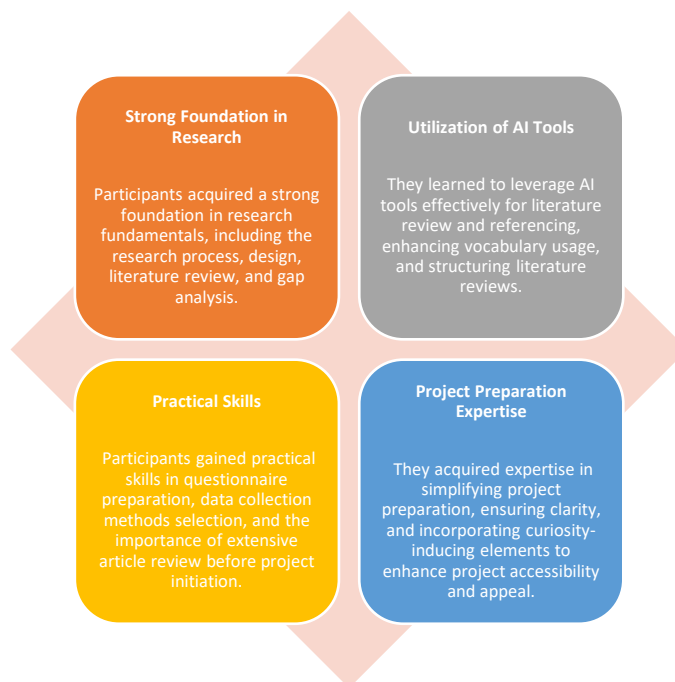 Strong Foundation in
Research
Participants acquired a strong
foundation in research
fundamentals, including the
research process, design,
literature review, and gap
analysis.
Utilization of AI Tools
They learned to leverage AI
tools effectively for literature
review and referencing,
enhancing vocabulary usage,
and structuring literature
reviews.
Practical Skills
Participants gained practical
skills in questionnaire
preparation, data collection
methods selection, and the
importance of extensive
article review before project
initiation.
Project Preparation
Expertise
They acquired expertise in
simplifying project
preparation, ensuring clarity,
and incorporating curiosity-
inducing elements to
enhance project accessibility
and appeal.